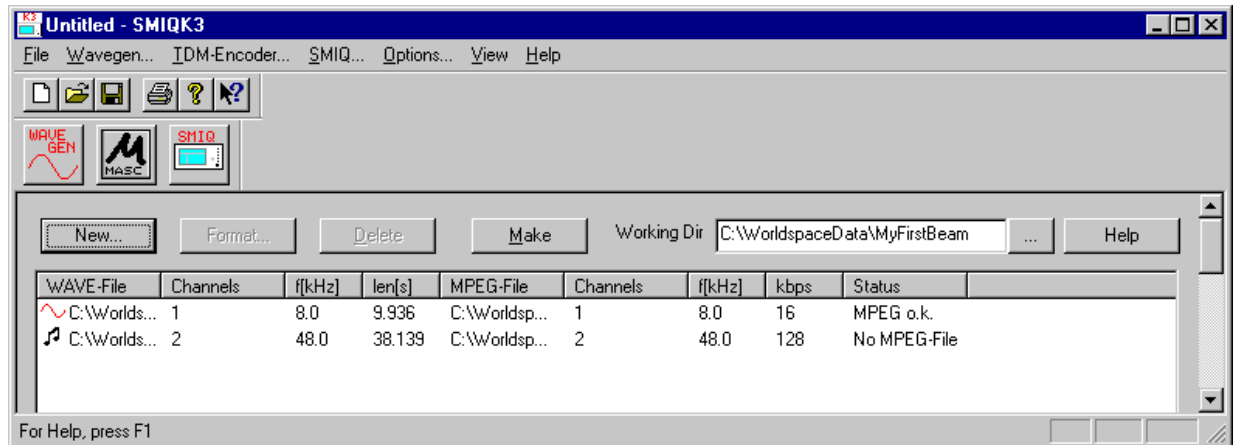 K3 Untitled - SMIQK3
File Wavegen... TDM-Encoder... SMIQ... Options... View Help
WAVE GEN MASC SMIQ
New... Format... Delete Make Working Dir C:\WorldspaceData\MyFirstBeam ... Help
WAVE-File Channels f[kHz] len[s] MPEG-File Channels f[kHz] kbps Status
C:\Worlds... 1 8.0 9.936 C:\Worldsp... 1 8.0 16 MPEG o.k.
C:\Worlds... 2 48.0 38.139 C:\Worldsp... 2 48.0 128 No MPEG-File
For Help, press F1